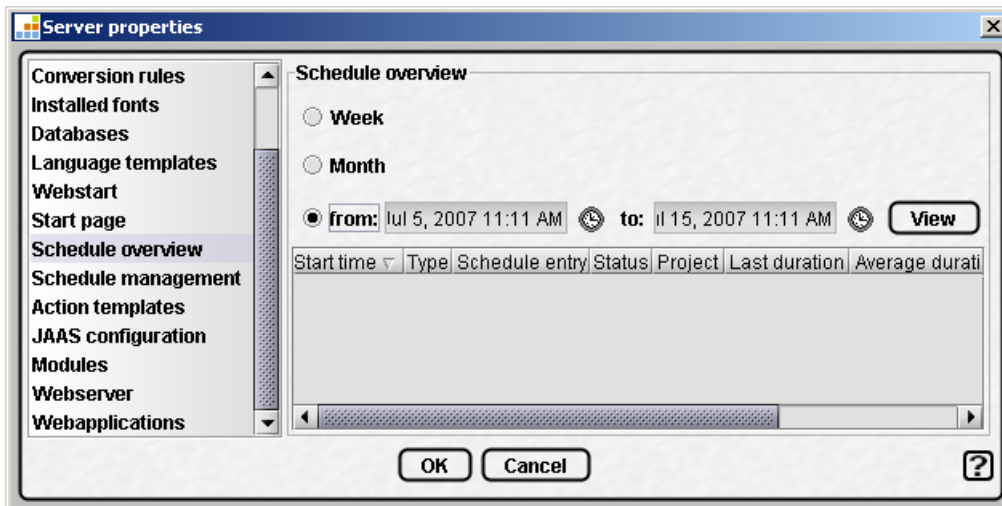 Server properties
Conversion rules
Installed fonts
Databases
Language templates
Webstart
Start page
Schedule overview
Schedule management
Action templates
JAAS configuration
Modules
Webserver
Webapplications
Schedule overview
Week
Month
from: 5, 2007 11:11 AM to: 15, 2007 11:11 AM View
Start time Type Schedule entry Status Project Last duration Average durati
OK Cancel ?